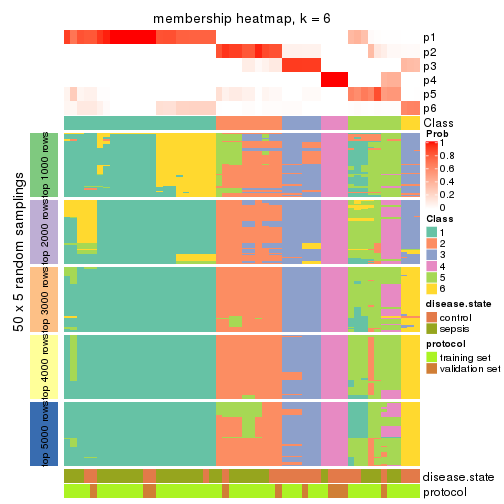 membership heatmap, k = 6
p1
p2
p3
p4
p5
p6
Class
50 x 5 random samplings
top 1000 rows
top 2000 rows
top 3000 rows
top 4000 rows
top 5000 rows
disease.state
protocol
Prob
1
0.8
0.6
0.4
0.2
0
Class
1
2
3
4
5
6
disease.state
control
sepsis
protocol
training set
validation set